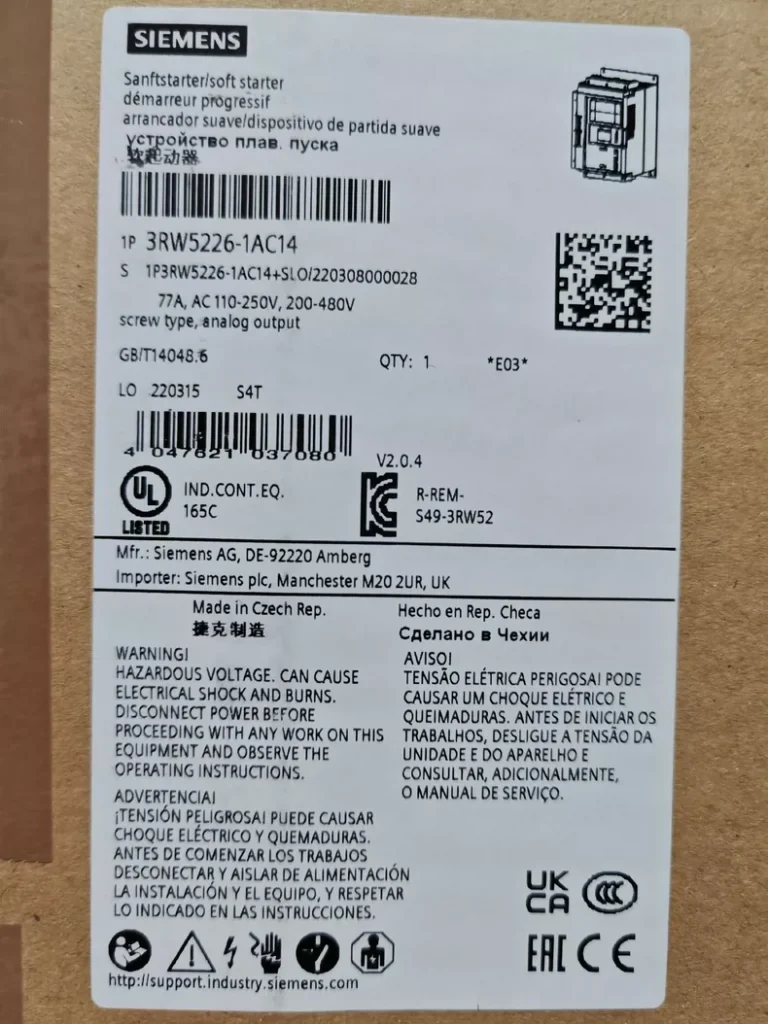 SIEMENS
Sanftstarter/soft starter
démarreur progressif
arrancador suave/dispositivo de partida suave
устройство плав. пуска
软起动器
1P 3RW5226-1AC14
S 1P3RW5226-1AC14+SLO/220308000028
77A, AC 110-250V, 200-480V
screw type, analog output
GB/T14048.6 QTY: 1 *E03*
LO 220315 S4T
4 047621 037080
V2.0.4
UL
LISTED
IND.CONT.EQ.
165C
R-REM-
S49-3RW52
Mfr.: Siemens AG, DE-92220 Amberg
Importer: Siemens plc, Manchester M20 2UR, UK
Made in Czech Rep. Hecho en Rep. Checa
捷克制造 Сделано в Чехии
WARNING!
HAZARDOUS VOLTAGE. CAN CAUSE
ELECTRICAL SHOCK AND BURNS.
DISCONNECT POWER BEFORE
PROCEEDING WITH ANY WORK ON THIS
EQUIPMENT AND OBSERVE THE
OPERATING INSTRUCTIONS.
AVISO!
TENSÃO ELÉTRICA PERIGOSA! PODE
CAUSAR UM CHOQUE ELÉTRICO E
QUEIMADURAS. ANTES DE INICIAR OS
TRABALHOS, DESLIGUE A TENSÃO DA
UNIDADE E DO APARELHO E
CONSULTAR, ADICIONALMENTE,
O MANUAL DE SERVIÇO.
ADVERTENCIA!
¡TENSIÓN PELIGROSA! PUEDE CAUSAR
CHOQUE ELÉCTRICO Y QUEMADURAS.
ANTES DE COMENZAR LOS TRABAJOS
DESCONECTAR Y AISLAR DE ALIMENTACIÓN
LA INSTALACIÓN Y EL EQUIPO, Y RESPETAR
LO INDICADO EN LAS INSTRUCCIONES.
UK
CA
CCC
EAC CE
http://support.industry.siemens.com